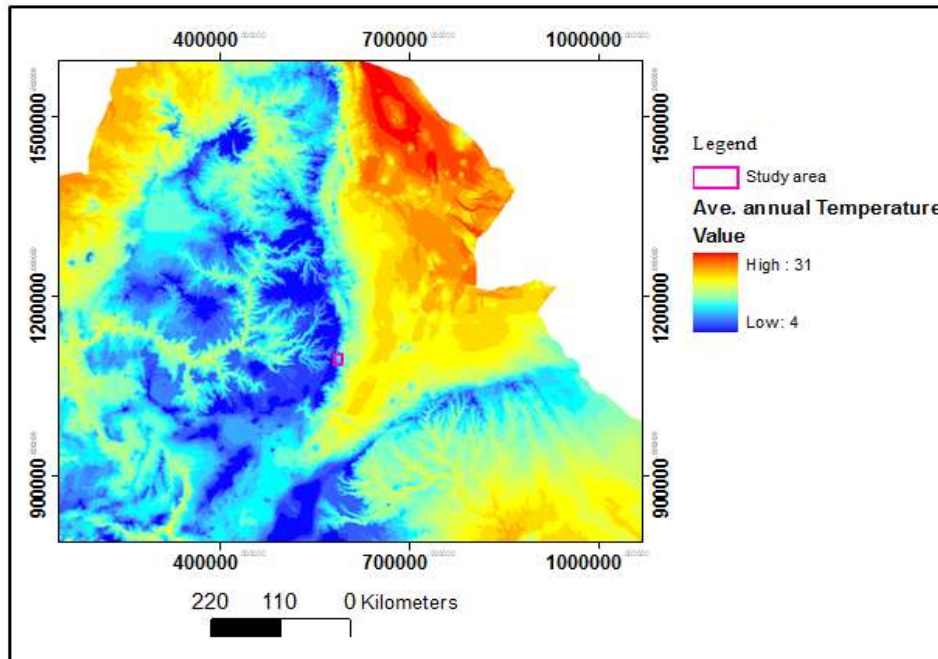 400000 700000 1000000
1500000 1500000
1200000 1200000
900000 900000
400000 700000 1000000
220 110 0 Kilometers
Legend
Study area
Ave. annual Temperature
Value
High : 31
Low: 4